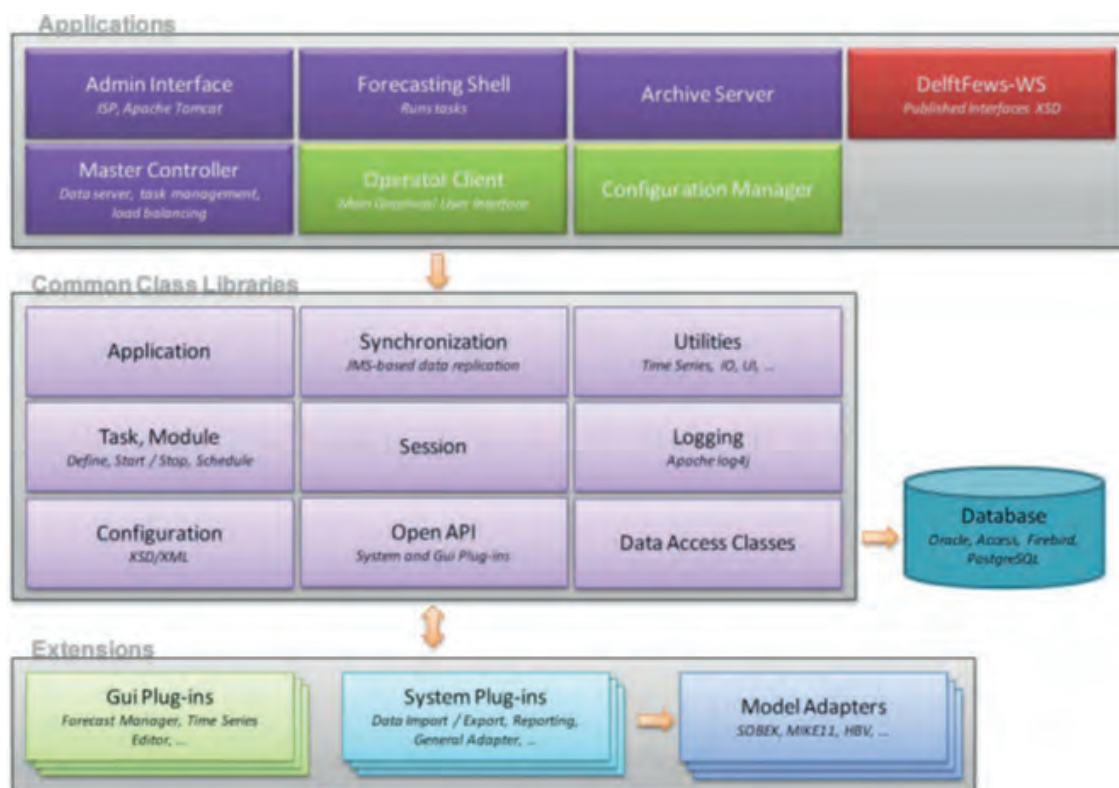 Applications
Admin Interface
JSP, Apache Tomcat
Forecasting Shell
Runs tasks
Archive Server
DelftFews-WS
Published Interfaces XSD
Master Controller
Data server, task management,
load balancing
Operator Client
Main Graphical User Interface
Configuration Manager
Common Class Libraries
Application
Synchronization
JMS-based data replication
Utilities
Time Series, IO, UI, ...
Task, Module
Define, Start / Stop, Schedule
Session
Logging
Apache log4j
Configuration
XSD/XML
Open API
System and Gui Plug-ins
Data Access Classes
Database
Oracle, Access, Firebird,
PostgreSQL
Extensions
Gui Plug-ins
Forecast Manager, Time Series
Editor, ...
System Plug-ins
Data Import / Export, Reporting,
General Adapter, ...
Model Adapters
SOBEK, MIKE11, HBV, ...